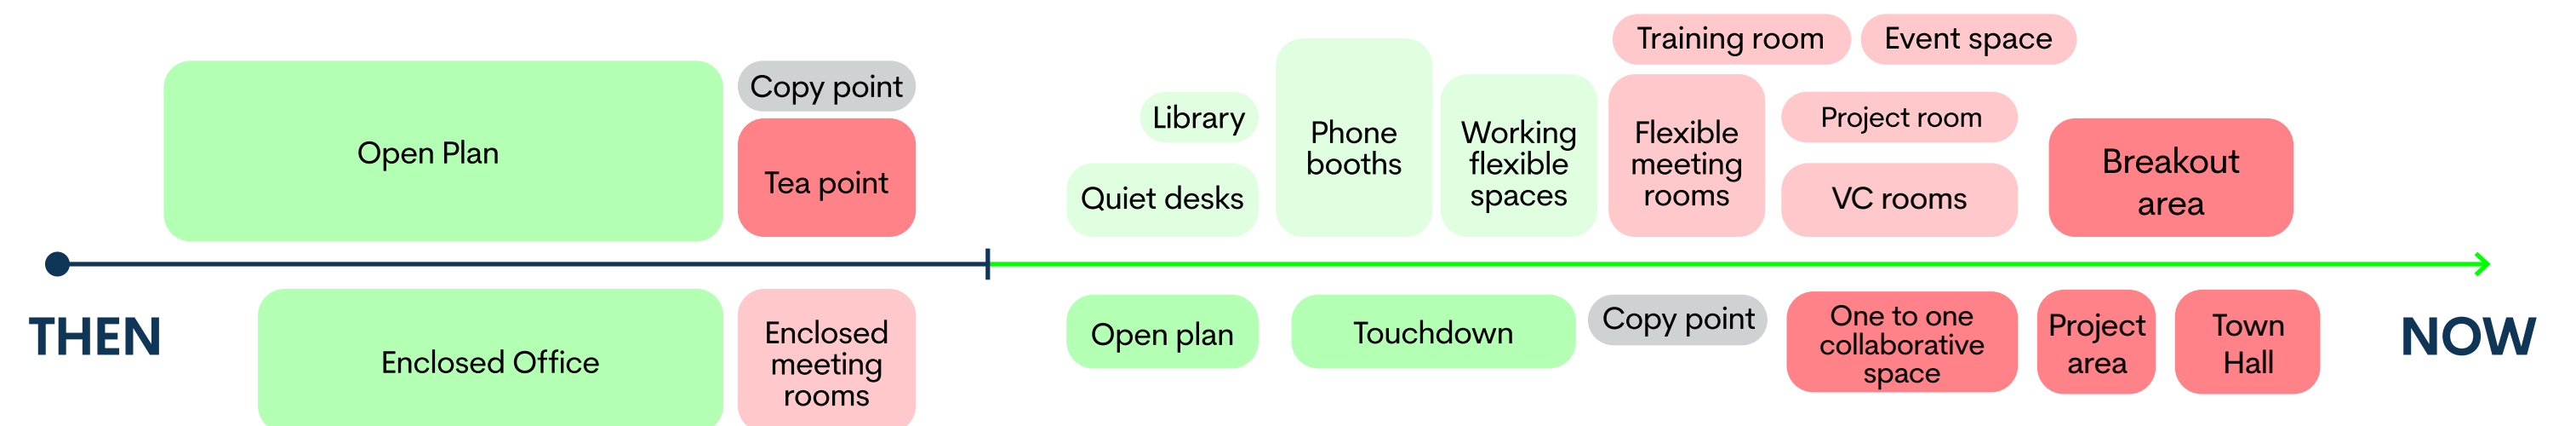 Open Plan
Copy point
Tea point
THEN
Enclosed Office
Enclosed
meeting
rooms
Library
Quiet desks
Phone
booths
Working
flexible
spaces
Training room
Event space
Flexible
meeting
rooms
Project room
VC rooms
Breakout
area
Open plan
Touchdown
Copy point
One to one
collaborative
space
Project
area
Town
Hall
NOW